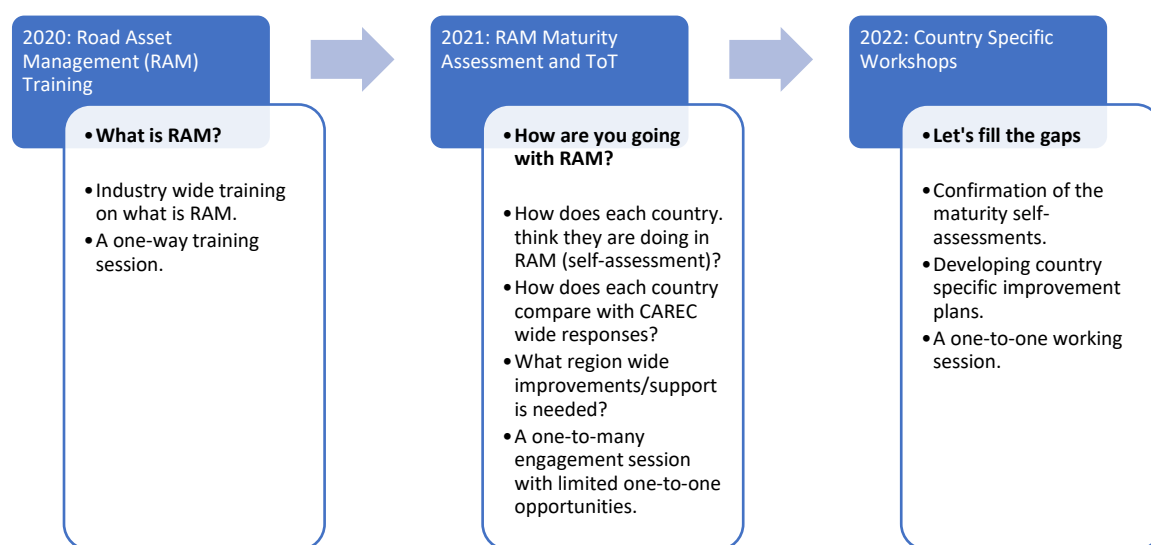 2020: Road Asset
Management (RAM)
Training
• What is RAM?
• Industry wide training
on what is RAM.
• A one-way training
session.
2021: RAM Maturity
Assessment and ToT
• How are you going
with RAM?
• How does each country.
think they are doing in
RAM (self-assessment)?
• How does each country
compare with CAREC
wide responses?
• What region wide
improvements/support
is needed?
• A one-to-many
engagement session
with limited one-to-one
opportunities.
2022: Country Specific
Workshops
• Let's fill the gaps
• Confirmation of the
maturity self-
assessments.
• Developing country
specific improvement
plans.
• A one-to-one working
session.